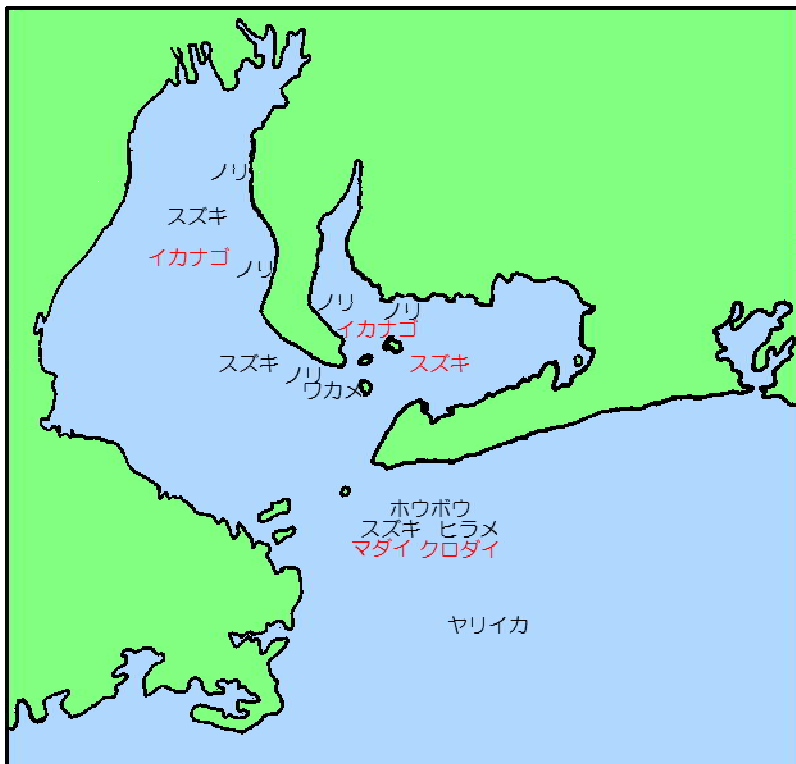 ノリ
スズキ
イカナゴ
ノリ
ノリ
ノリ
イカナゴ
スズキ
スズキ
ノリ
ワカメ
ホウボウ
スズキ ヒラメ
マダイ クロダイ
ヤリイカ